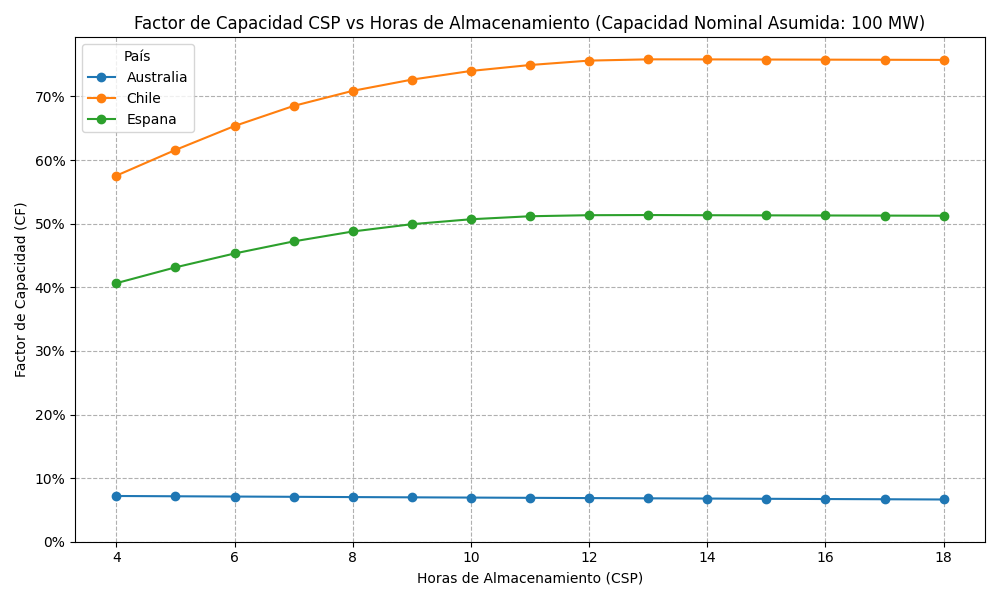 Factor de Capacidad CSP vs Horas de Almacenamiento (Capacidad Nominal Asumida: 100 MW)
País
Australia
Chile
Espana
70%
60%
50%
40%
30%
20%
10%
0%
Factor de Capacidad (CF)
4 6 8 10 12 14 16 18
Horas de Almacenamiento (CSP)